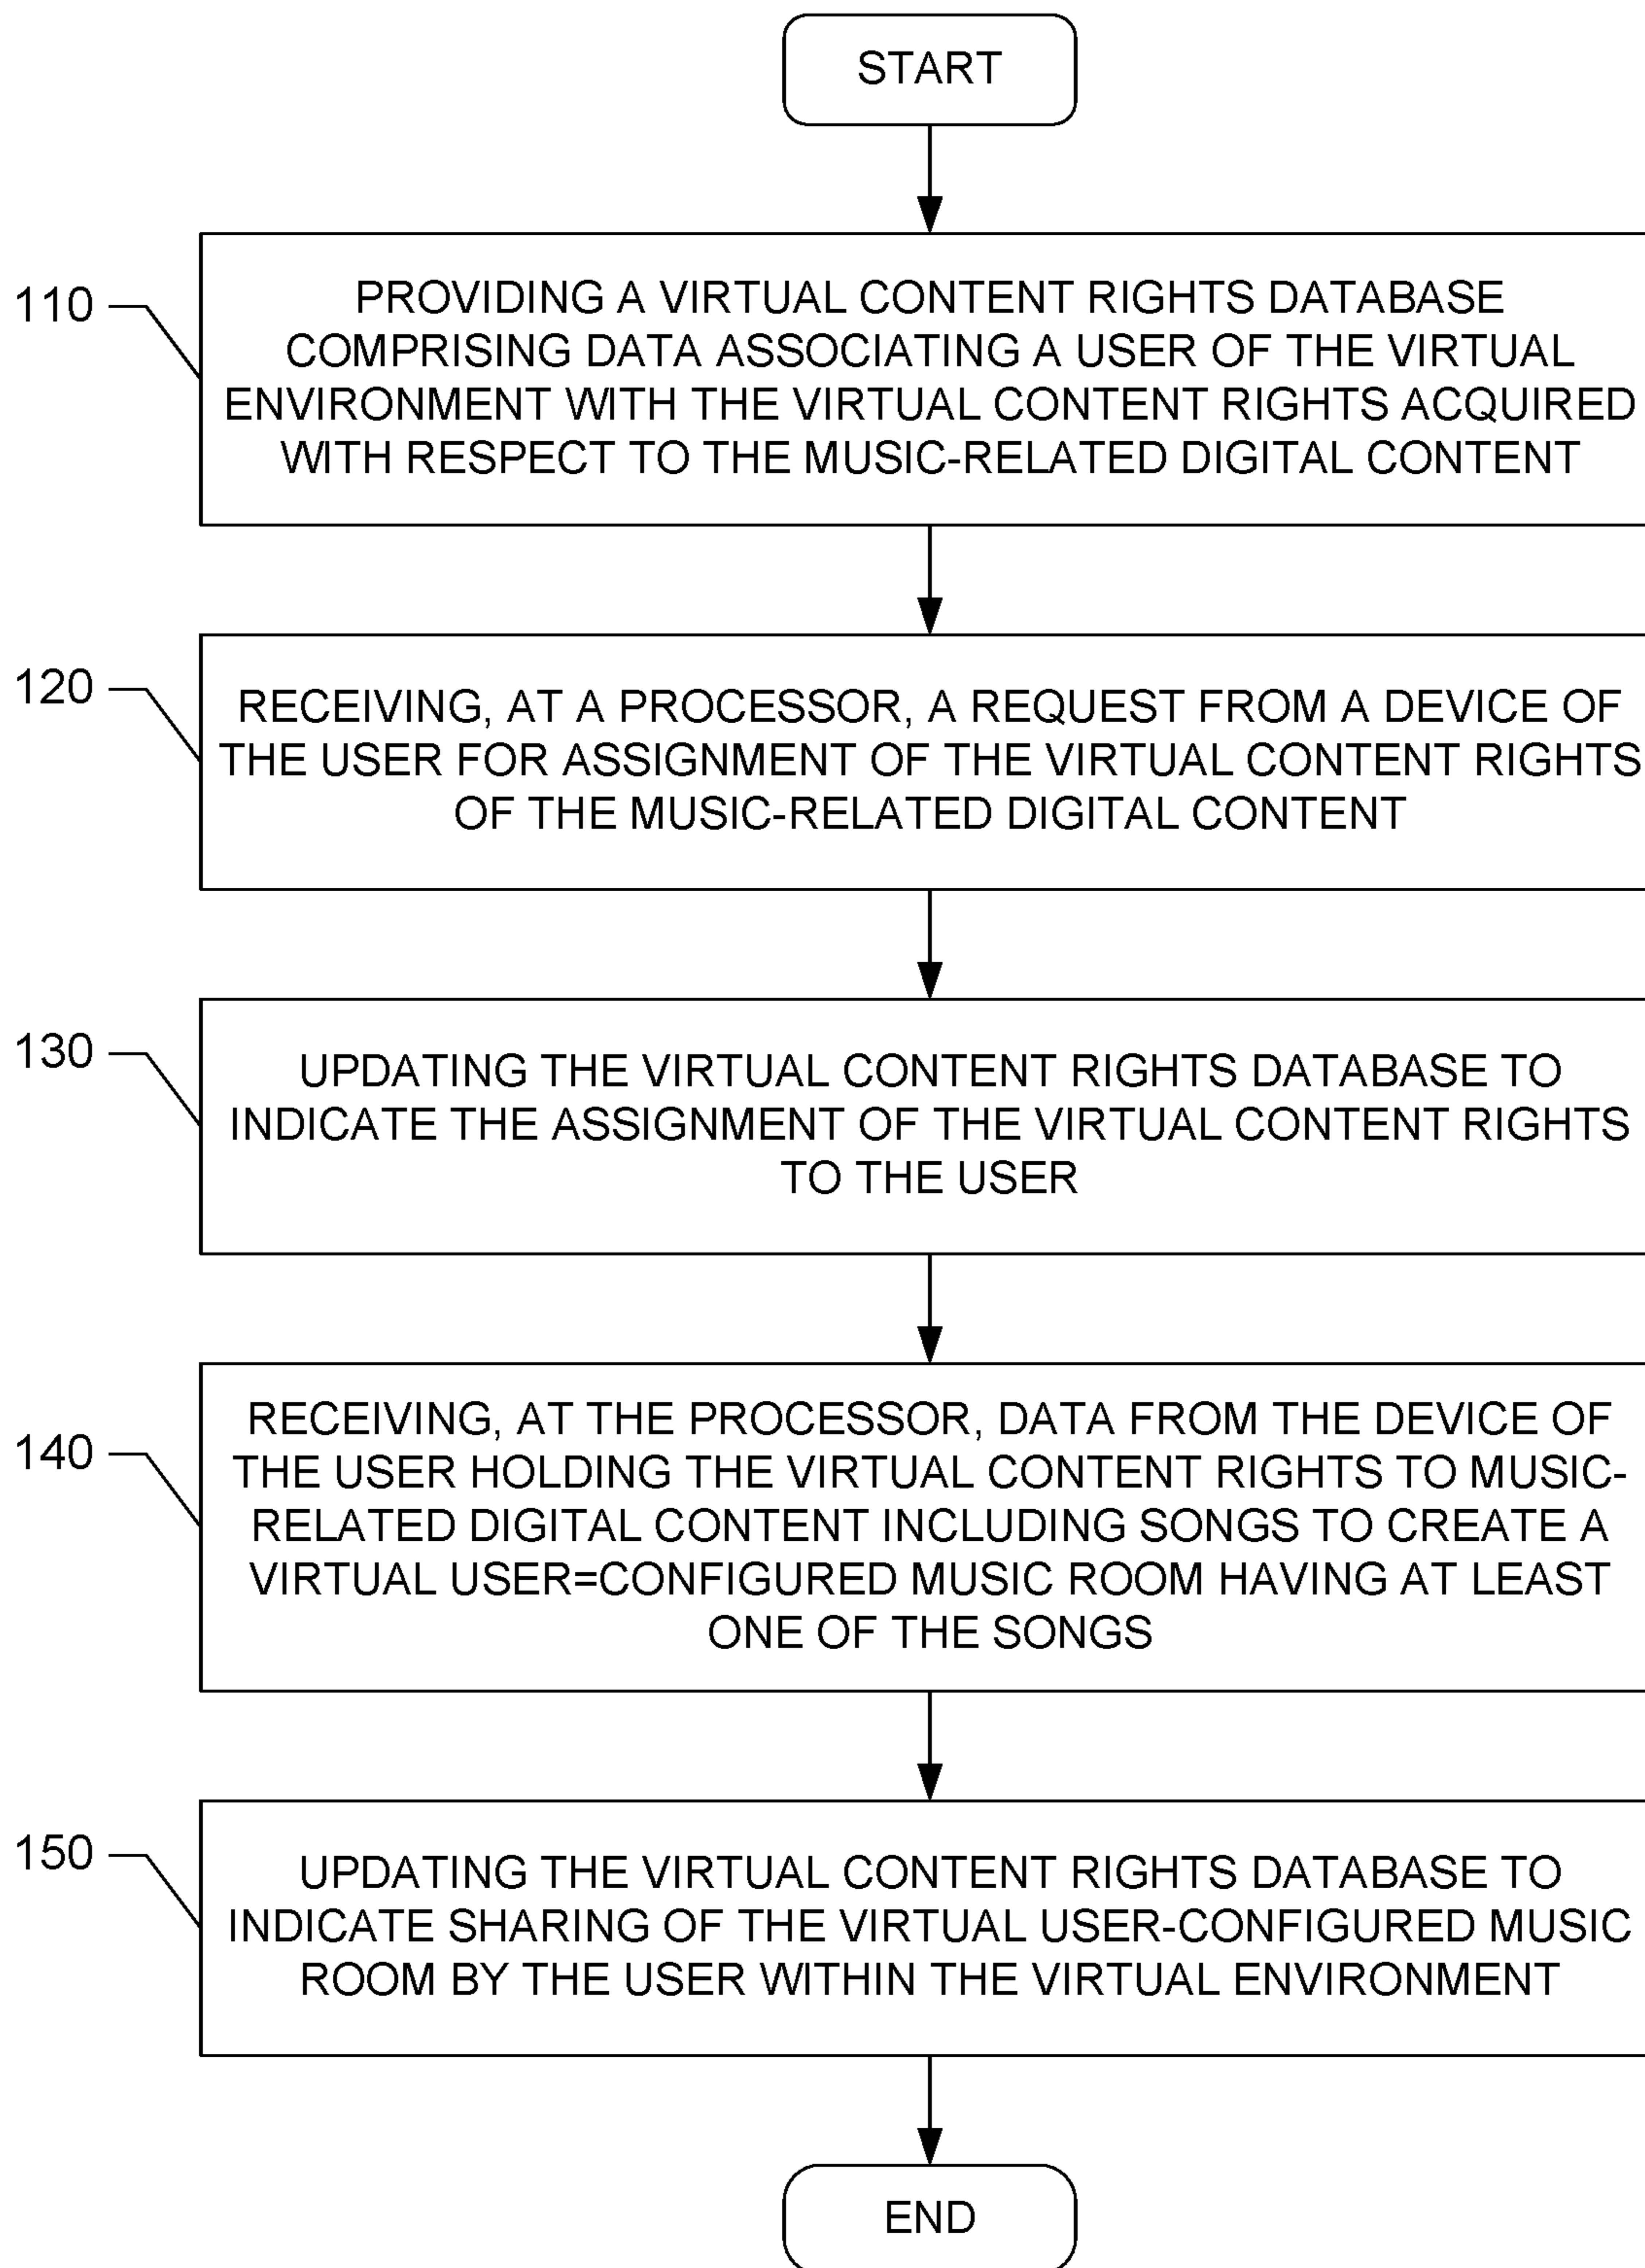 START
110
PROVIDING A VIRTUAL CONTENT RIGHTS DATABASE
COMPRISING DATA ASSOCIATING A USER OF THE VIRTUAL
ENVIRONMENT WITH THE VIRTUAL CONTENT RIGHTS ACQUIRED
WITH RESPECT TO THE MUSIC-RELATED DIGITAL CONTENT
120
RECEIVING, AT A PROCESSOR, A REQUEST FROM A DEVICE OF
THE USER FOR ASSIGNMENT OF THE VIRTUAL CONTENT RIGHTS
OF THE MUSIC-RELATED DIGITAL CONTENT
130
UPDATING THE VIRTUAL CONTENT RIGHTS DATABASE TO
INDICATE THE ASSIGNMENT OF THE VIRTUAL CONTENT RIGHTS
TO THE USER
140
RECEIVING, AT THE PROCESSOR, DATA FROM THE DEVICE OF
THE USER HOLDING THE VIRTUAL CONTENT RIGHTS TO MUSIC-
RELATED DIGITAL CONTENT INCLUDING SONGS TO CREATE A
VIRTUAL USER=CONFIGURED MUSIC ROOM HAVING AT LEAST
ONE OF THE SONGS
150
UPDATING THE VIRTUAL CONTENT RIGHTS DATABASE TO
INDICATE SHARING OF THE VIRTUAL USER-CONFIGURED MUSIC
ROOM BY THE USER WITHIN THE VIRTUAL ENVIRONMENT
END